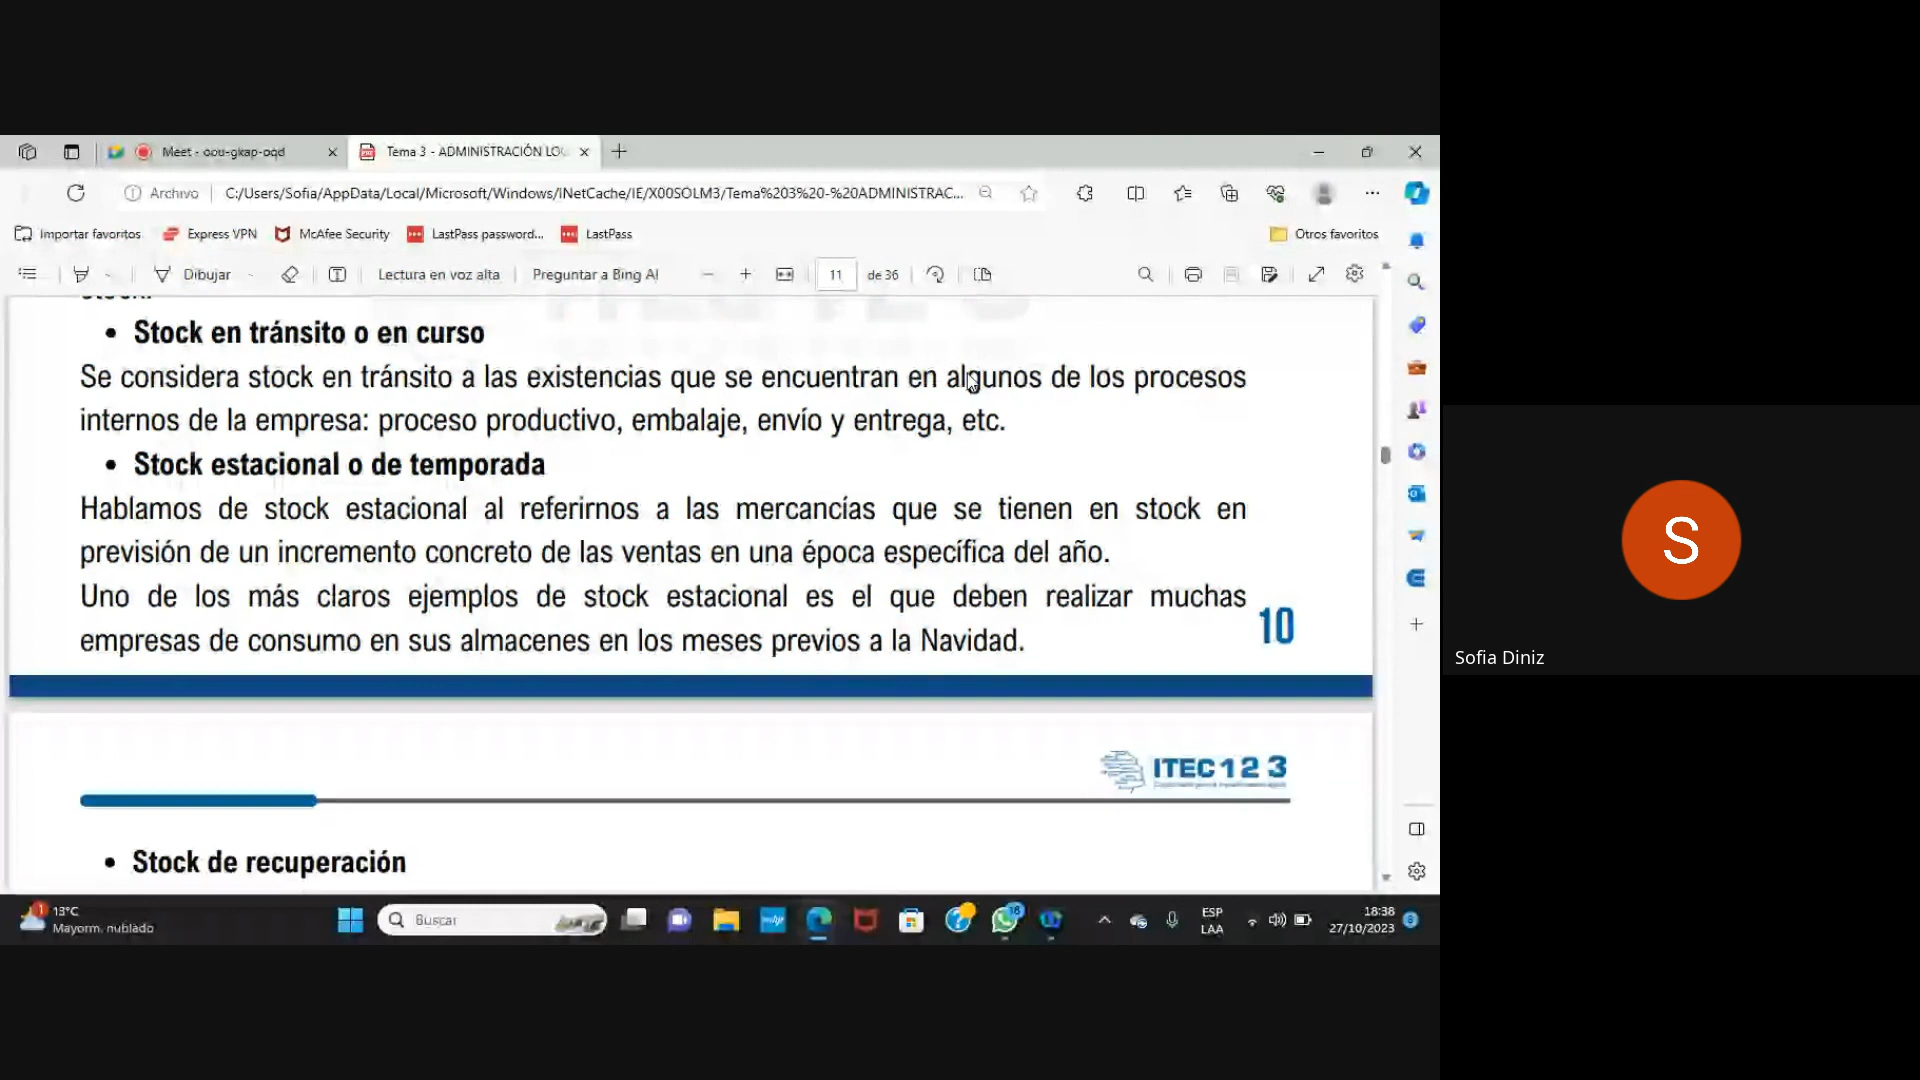 Meet - oou-gkap-oqd
Tema 3 - ADMINISTRACIÓN LO
Archivo
C:/Users/Sofia/AppData/Local/Microsoft/Windows/INetCache/IE/X00SOLM3/Tema%203%20-%20ADMINISTRAC...
Importar favoritos
Express VPN
McAfee Security
LastPass password...
LastPass
Otros favoritos
Dibujar
Lectura en voz alta
Preguntar a Bing AI
11
de 36
• Stock en tránsito o en curso
Se considera stock en tránsito a las existencias que se encuentran en algunos de los procesos
internos de la empresa: proceso productivo, embalaje, envío y entrega, etc.
• Stock estacional o de temporada
Hablamos de stock estacional al referirnos a las mercancías que se tienen en stock en
previsión de un incremento concreto de las ventas en una época específica del año.
Uno de los más claros ejemplos de stock estacional es el que deben realizar muchas
empresas de consumo en sus almacenes en los meses previos a la Navidad.
10
ITEC 1 2 3
• Stock de recuperación
S
Sofia Diniz
1
13°C
Mayorm. nublado
Buscar
16
ESP
LAA
18:38
27/10/2023